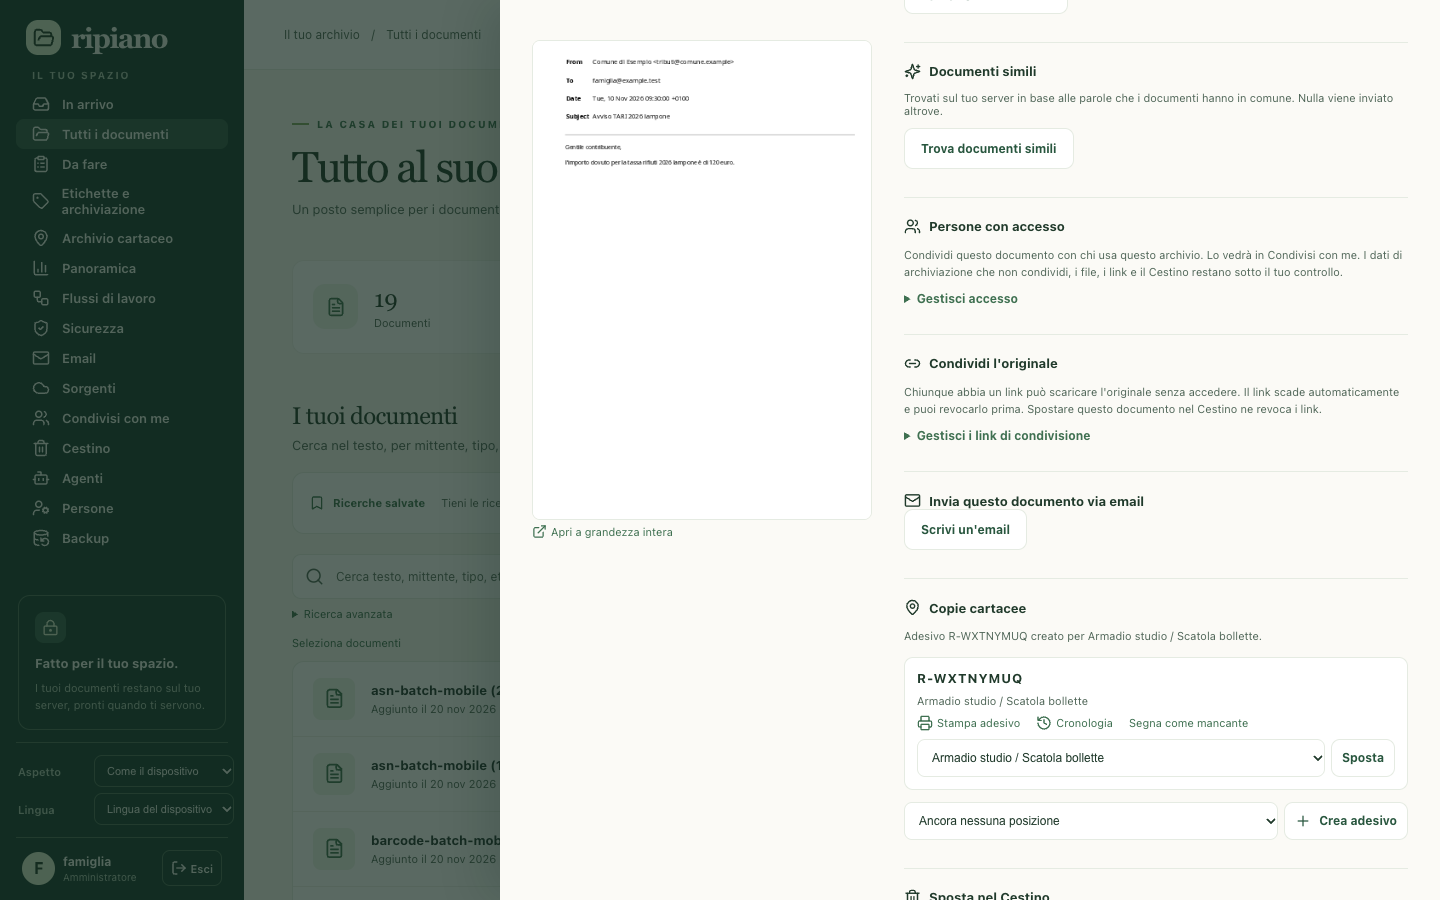 ripiano
IL TUO SPAZIO
In arrivo
Tutti i documenti
Da fare
Etichette e
archiviazione
Archivio cartaceo
Panoramica
Flussi di lavoro
Sicurezza
Email
Sorgenti
Condivisi con me
Cestino
Agenti
Persone
Backup
Fatto per il tuo spazio.
I tuoi documenti restano sul tuo
server, pronti quando ti servono.
Aspetto
Come il dispositivo
Lingua
Lingua del dispositivo
F
famiglia
Amministratore
Esci
Il tuo archivio / Tutti i documenti
LA CASA DEI TUOI DOCUM
Tutto al suo
Un posto semplice per i document
19
Documenti
I tuoi documenti
Cerca nel testo, per mittente, tipo,
Ricerche salvate Tieni le rice
Cerca testo, mittente, tipo, et
Ricerca avanzata
Seleziona documenti
asn-batch-mobile (2
Aggiunto il 20 nov 2026
asn-batch-mobile (1
Aggiunto il 20 nov 2026
barcode-batch-mob
Aggiunto il 20 nov 2026
From Comune di Esempio <tributi@comune.example>
To famiglia@example.test
Date Tue, 10 Nov 2026 09:30:00 +0100
Subject Avviso TARI 2026 lampone
Gentile contribuente,
l'importo dovuto per la tassa rifiuti 2026 lampone è di 120 euro.
Apri a grandezza intera
Documenti simili
Trovati sul tuo server in base alle parole che i documenti hanno in comune. Nulla viene inviato
altrove.
Trova documenti simili
Persone con accesso
Condividi questo documento con chi usa questo archivio. Lo vedrà in Condivisi con me. I dati di
archiviazione che non condividi, i file, i link e il Cestino restano sotto il tuo controllo.
Gestisci accesso
Condividi l'originale
Chiunque abbia un link può scaricare l'originale senza accedere. Il link scade automaticamente
e puoi revocarlo prima. Spostare questo documento nel Cestino ne revoca i link.
Gestisci i link di condivisione
Invia questo documento via email
Scrivi un'email
Copie cartacee
Adesivo R-WXTNYMUQ creato per Armadio studio / Scatola bollette.
R-WXTNYMUQ
Armadio studio / Scatola bollette
Stampa adesivo Cronologia Segna come mancante
Armadio studio / Scatola bollette Sposta
Ancora nessuna posizione + Crea adesivo
Sposta nel Cestino